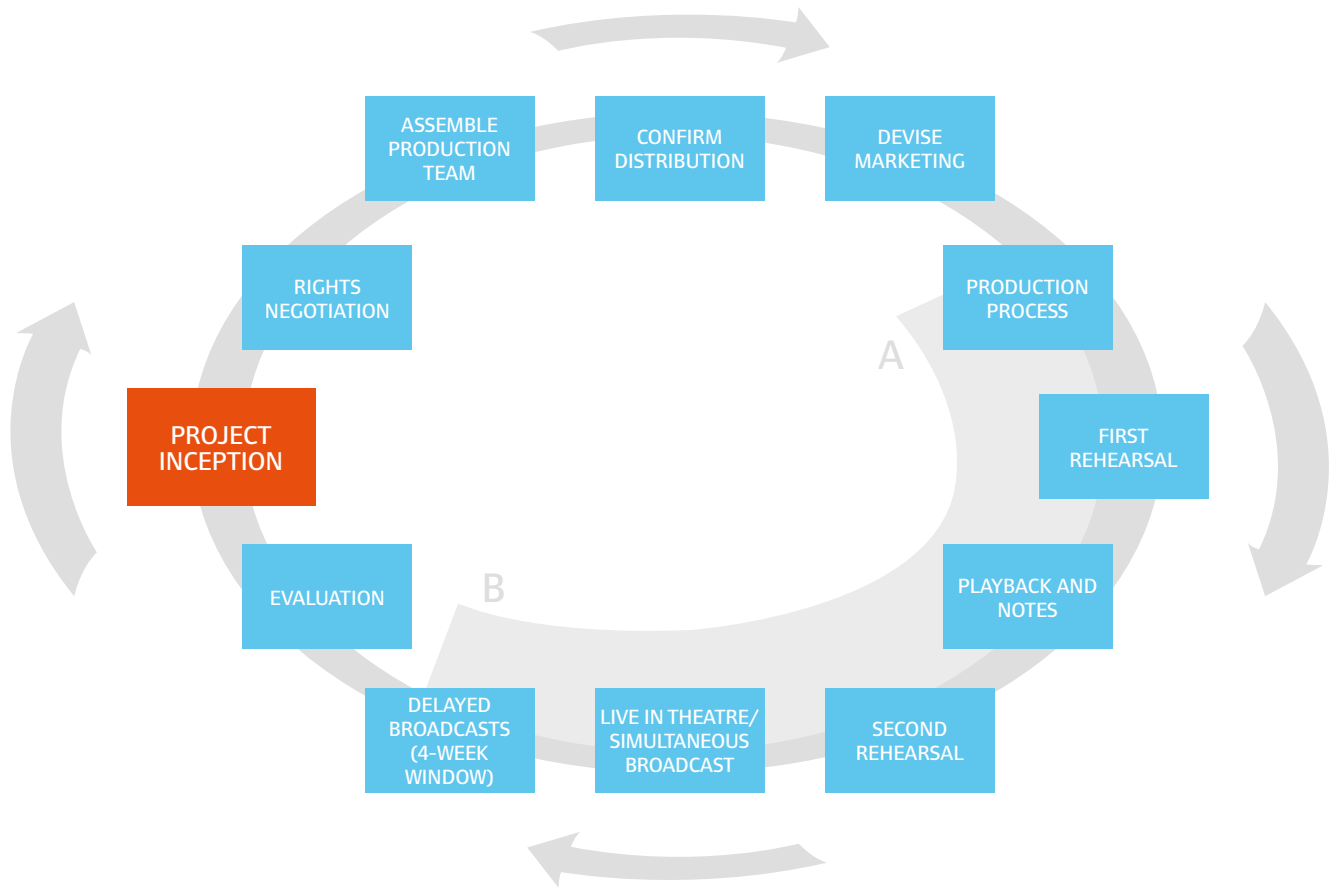 ASSEMBLE
PRODUCTION
TEAM
CONFIRM
DISTRIBUTION
DEVISE
MARKETING
RIGHTS
NEGOTIATION
PRODUCTION
PROCESS
A
PROJECT
INCEPTION
FIRST
REHEARSAL
EVALUATION
B
PLAYBACK AND
NOTES
DELAYED
BROADCASTS
(4-WEEK
WINDOW)
LIVE IN THEATRE/
SIMULTANEOUS
BROADCAST
SECOND
REHEARSAL